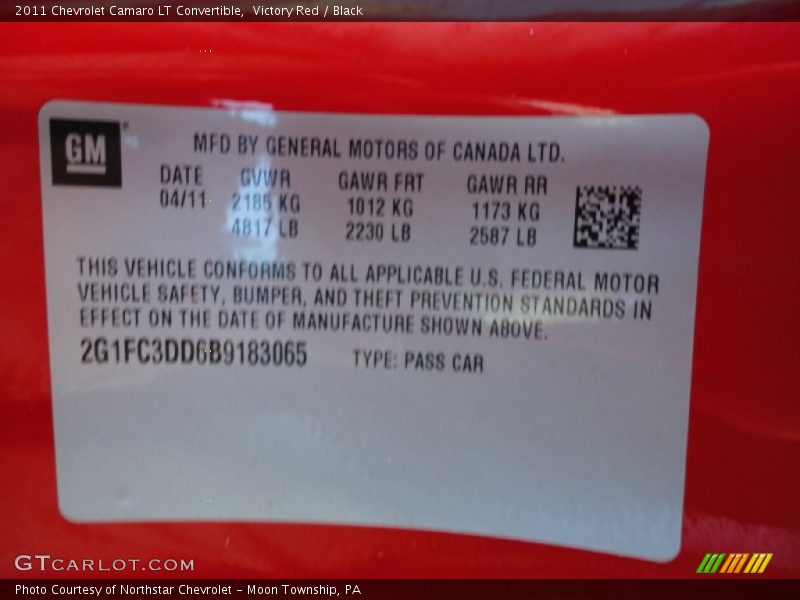 2011 Chevrolet Camaro LT Convertible,  Victory Red / Black
GM
MFD BY GENERAL MOTORS OF CANADA LTD.
DATE GVWR GAWR FRT GAWR RR
04/11 2185 KG 1012 KG 1173 KG
4817 LB 2230 LB 2587 LB
THIS VEHICLE CONFORMS TO ALL APPLICABLE U.S. FEDERAL MOTOR
VEHICLE SAFETY, BUMPER, AND THEFT PREVENTION STANDARDS IN
EFFECT ON THE DATE OF MANUFACTURE SHOWN ABOVE.
2G1FC3DD6B9183065 TYPE: PASS CAR
GTCARLOT.COM
Photo Courtesy of Northstar Chevrolet - Moon Township, PA